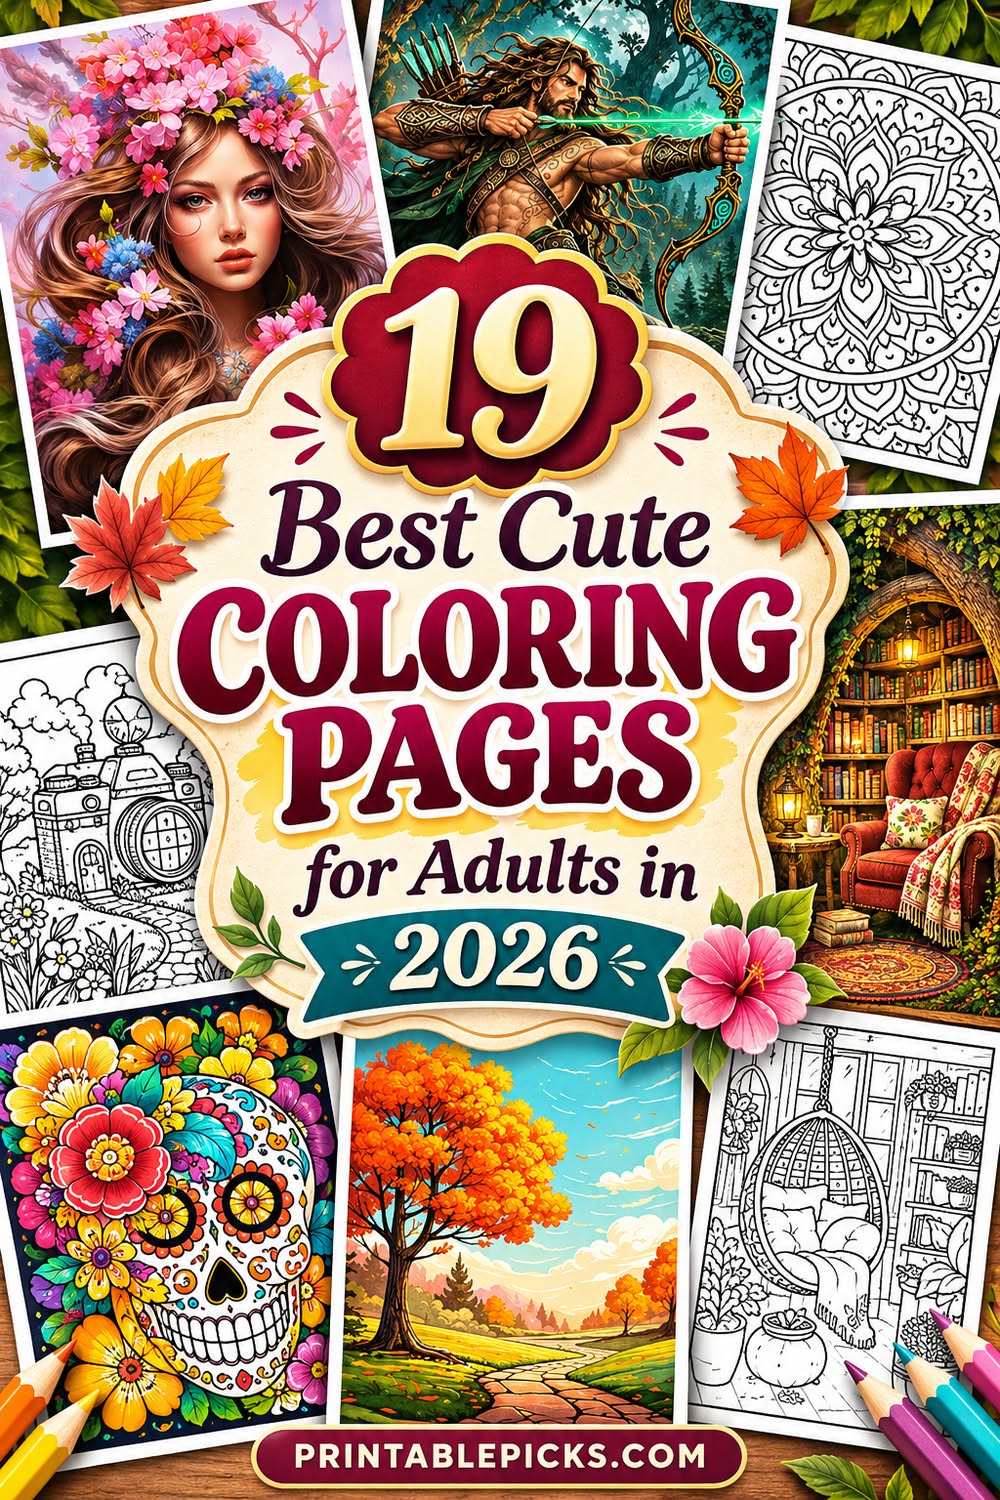 19
Best Cute
COLORING
PAGES
for Adults in
2026
PRINTABLEPICKS.COM